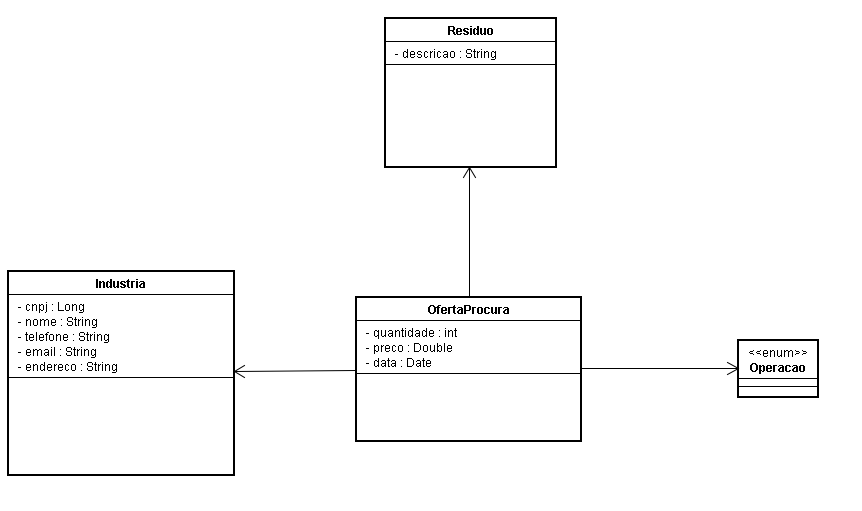 Residuo
- descricao : String
Industria
- cnpj : Long
- nome : String
- telefone : String
- email : String
- endereco : String
OfertaProcura
- quantidade : int
- preco : Double
- data : Date
<<enum>>
Operacao